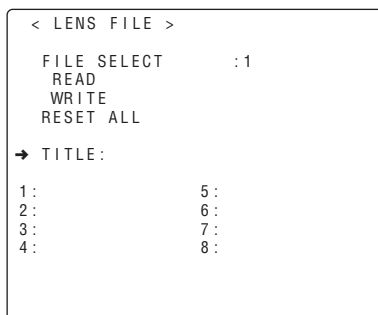 < LENS FILE >
FILE SELECT :1
READ
WRITE
RESET ALL
➔ TITLE:
1: 5:
2: 6:
3: 7:
4: 8: